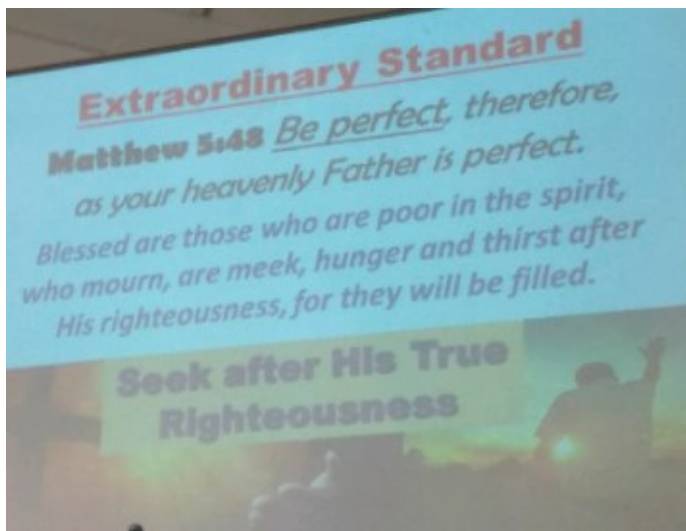 Extraordinary Standard
Matthew 5:48 Be perfect, therefore,
as your heavenly Father is perfect.
Blessed are those who are poor in the spirit,
who mourn, are meek, hunger and thirst after
His righteousness, for they will be filled.
Seek after His True
Righteousness